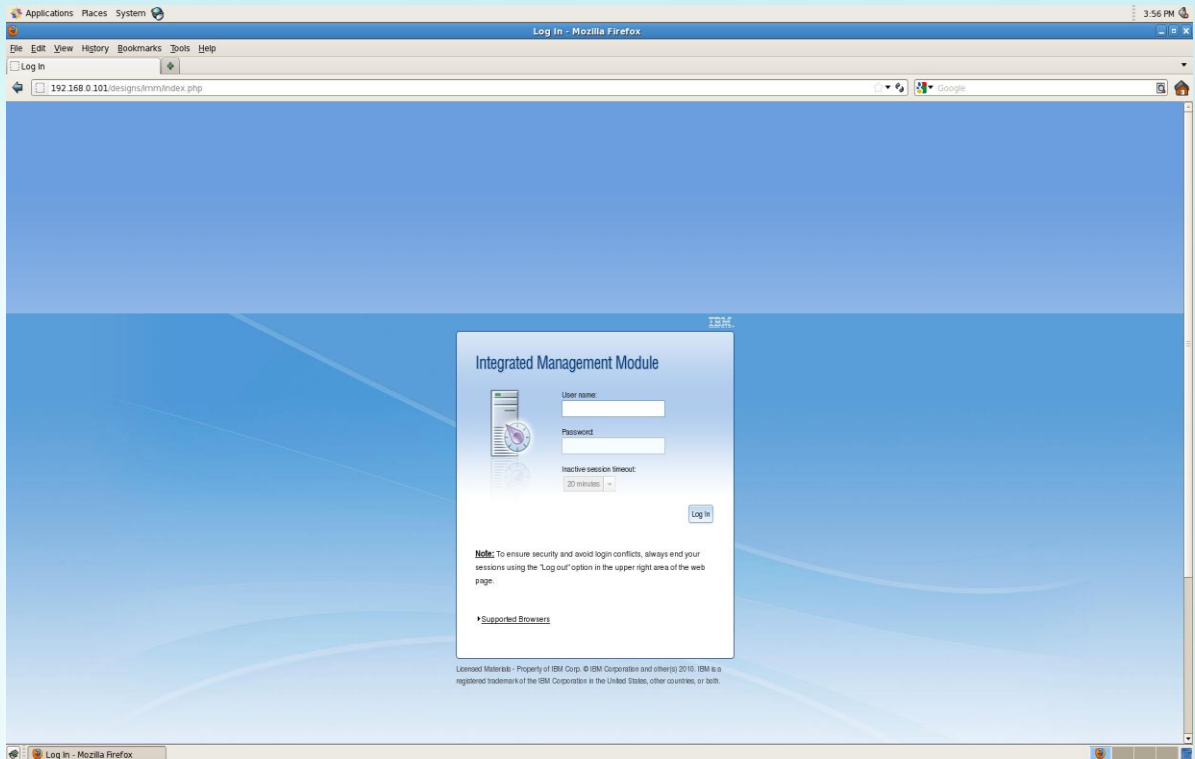 Applications Places System
3:56 PM
Log In - Mozilla Firefox
File Edit View History Bookmarks Tools Help
Log In
192.168.0.101/designs/imm/index.php
Google
IBM.
Integrated Management Module
User name:
Password:
Inactive session timeout:
20 minutes
Log In
Note: To ensure security and avoid login conflicts, always end your
sessions using the "Log out" option in the upper right area of the web
page.
Supported Browsers
Licensed Materials - Property of IBM Corp. © IBM Corporation and other(s) 2010. IBM is a
registered trademark of the IBM Corporation in the United States, other countries, or both.
Log In - Mozilla Firefox